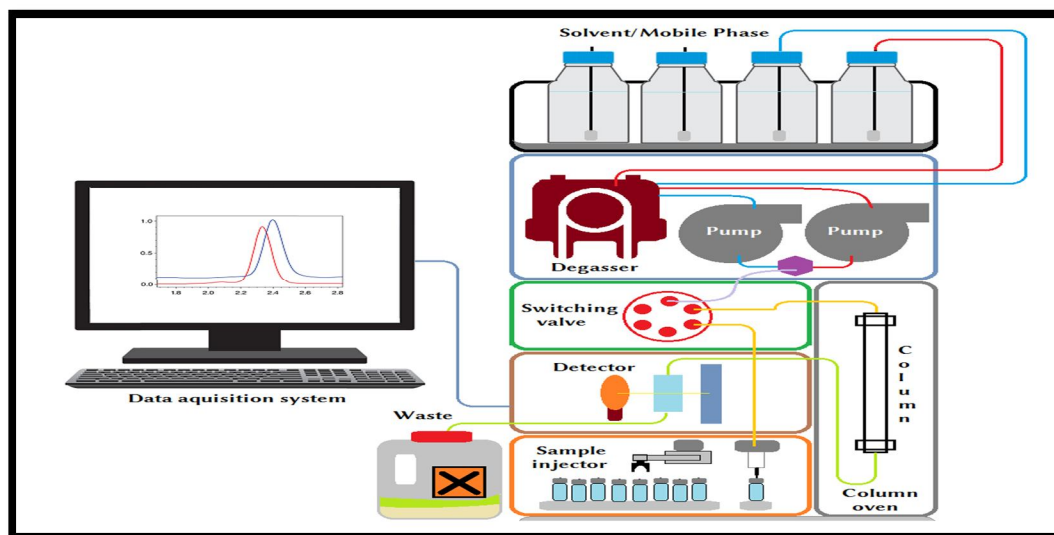 Solvent/Mobile Phase
Degasser
Pump
Pump
Switching
valve
Detector
Sample
injector
Column
Column
oven
Waste
Data aquisition system
1.0
0.5
0.0
1.8
2.0
2.2
2.4
2.6
2.8